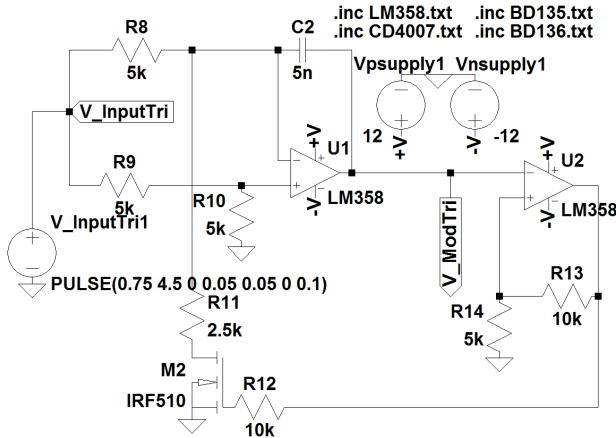 .inc LM358.txt .inc BD135.txt
.inc CD4007.txt .inc BD136.txt
R8
5k
C2
5n
Vpsupply1 Vnsupply1
12
-12
+V
-V
V_InputTri
R9
5k
R10
5k
+V
U1
LM358
-V
+V
U2
LM358
-V
V_InputTri1
PULSE(0.75 4.5 0 0.05 0.05 0 0.1)
V_ModTri
R11
2.5k
R13
10k
R14
5k
M2
IRF510
R12
10k